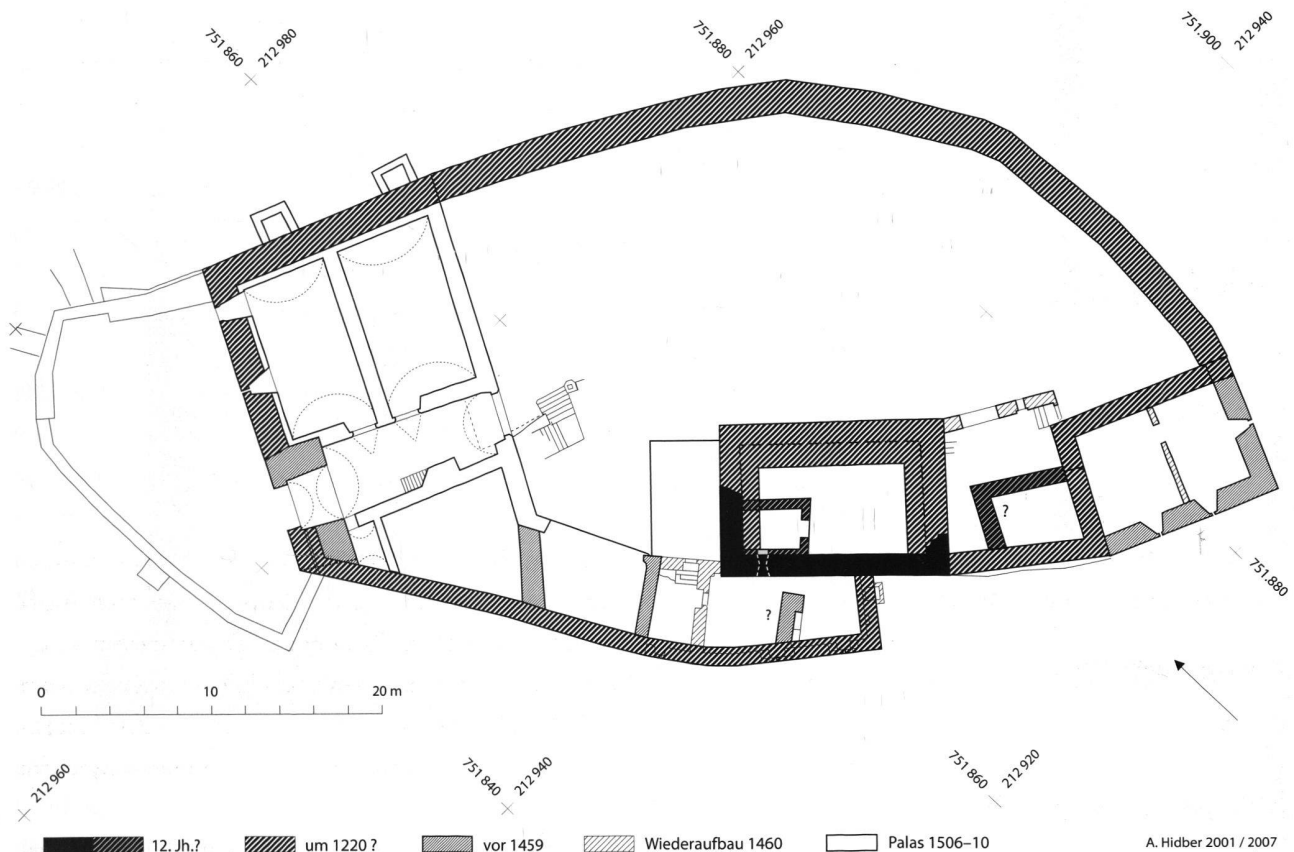 751.860 212 980
751.880 212 960
751.900 212 940
?
?
751.880
0 10 20 m
212 960
751.840 212 940
751.860 212 920
12. Jh.?
um 1220 ?
vor 1459
Wiederaufbau 1460
Palas 1506–10
A. Hidber 2001 / 2007